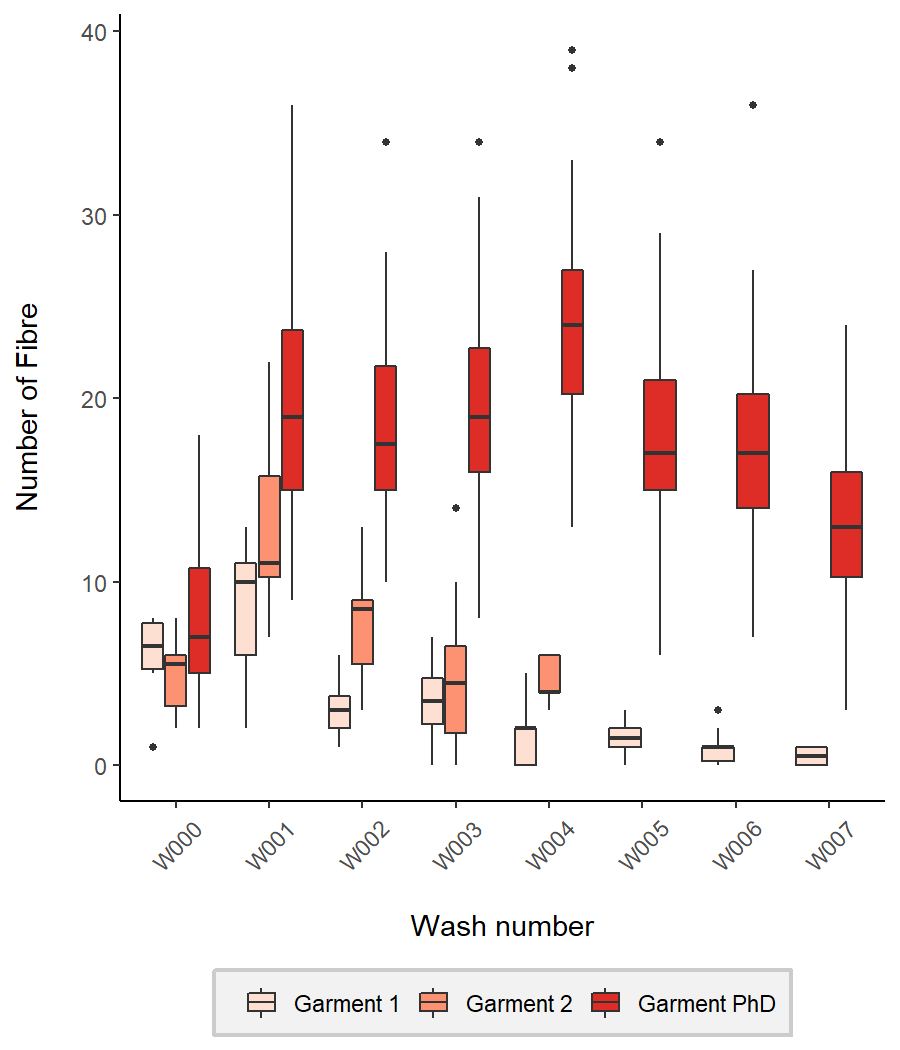 40
30
20
10
0
Number of Fibre
W000 W001 W002 W003 W004 W005 W006 W007
Wash number
Garment 1 Garment 2 Garment PhD